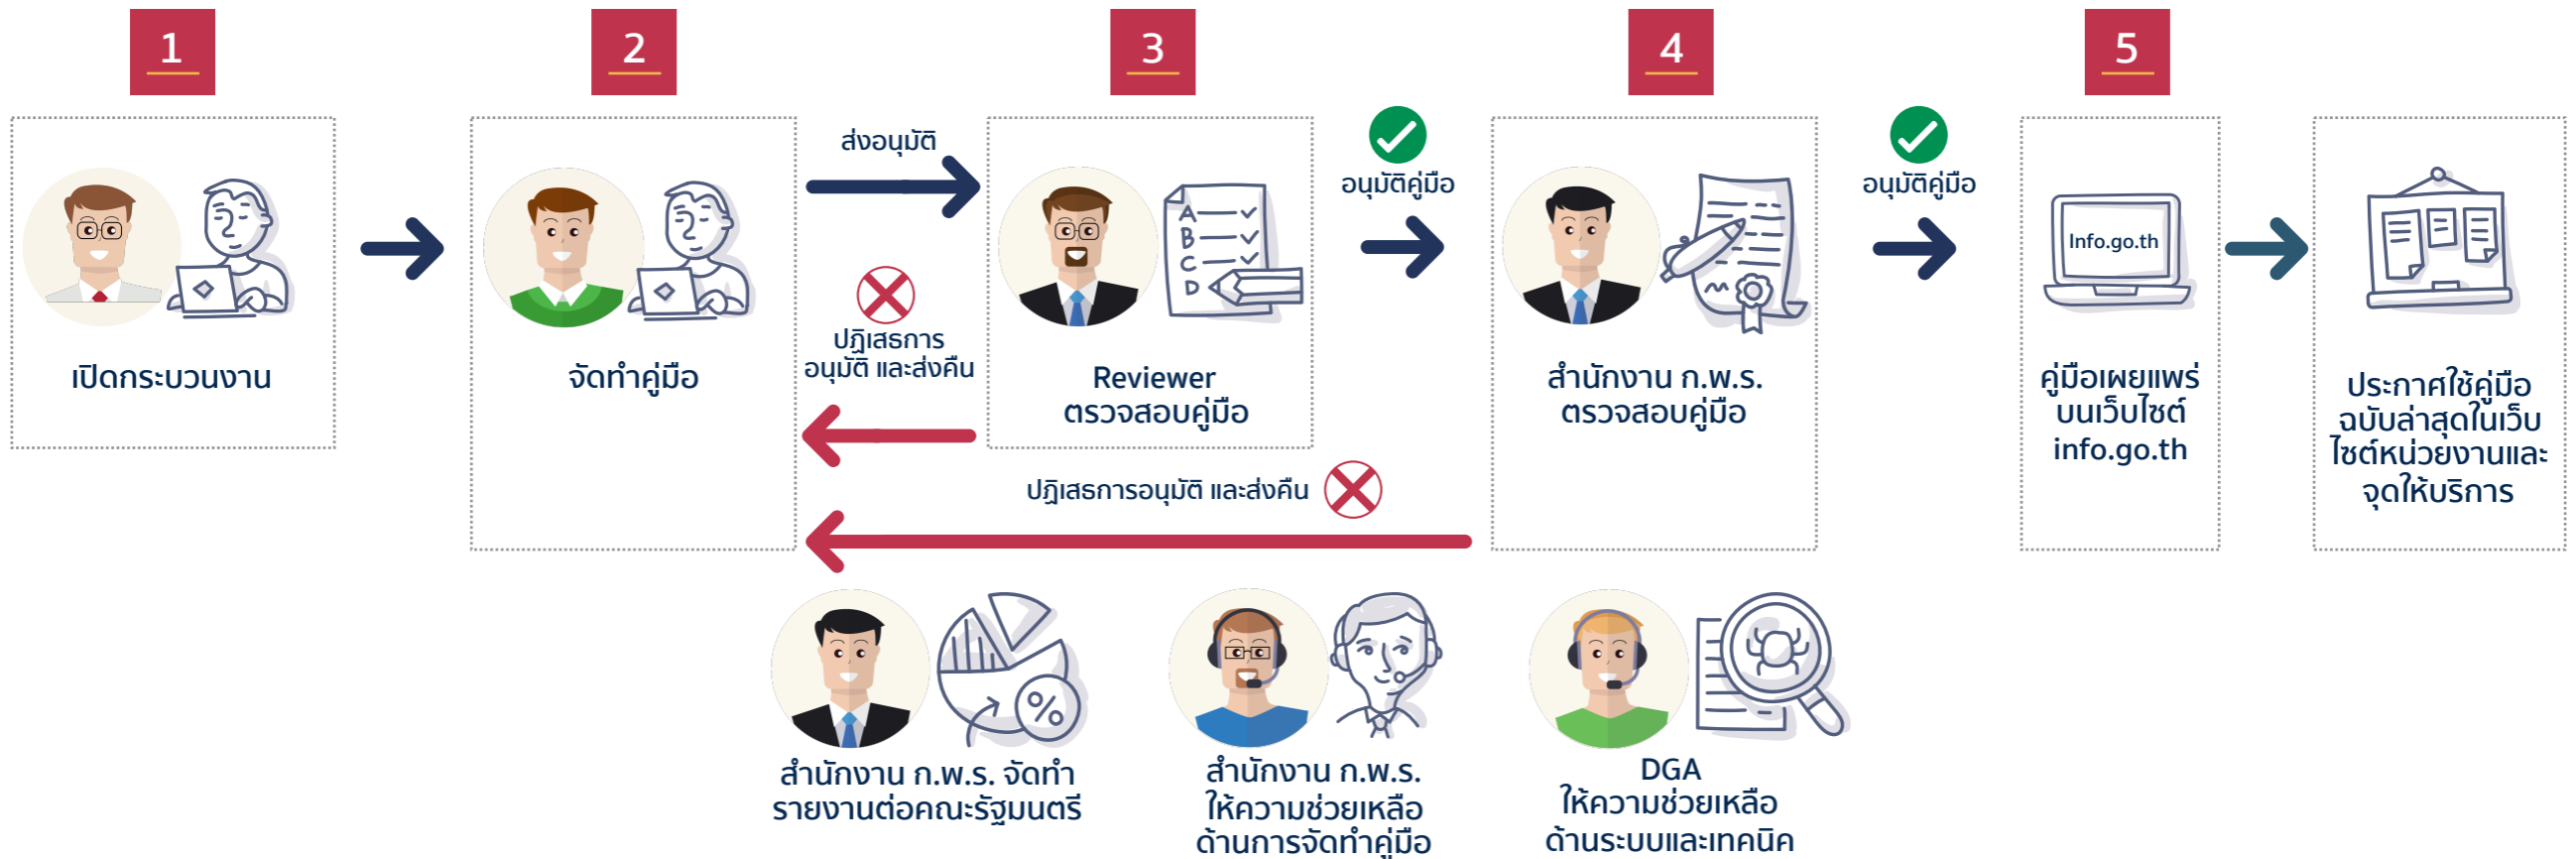 1
2
3
4
5
เปิดกระบวนงาน
จัดทำคู่มือ
ส่งอนุมัติ
ปฏิเสธการ
อนุมัติ และส่งคืน
A
B
C
D
Reviewer
ตรวจสอบคู่มือ
อนุมัติคู่มือ
สำนักงาน ก.พ.ร.
ตรวจสอบคู่มือ
อนุมัติคู่มือ
Info.go.th
คู่มือเผยแพร่
บนเว็บไซต์
info.go.th
ประกาศใช้คู่มือ
ฉบับล่าสุดในเว็บ
ไซต์หน่วยงานและ
จุดให้บริการ
ปฏิเสธการอนุมัติ และส่งคืน
%
สำนักงาน ก.พ.ร. จัดทำ
รายงานต่อคณะรัฐมนตรี
สำนักงาน ก.พ.ร.
ให้ความช่วยเหลือ
ด้านการจัดทำคู่มือ
DGA
ให้ความช่วยเหลือ
ด้านระบบและเทคนิค